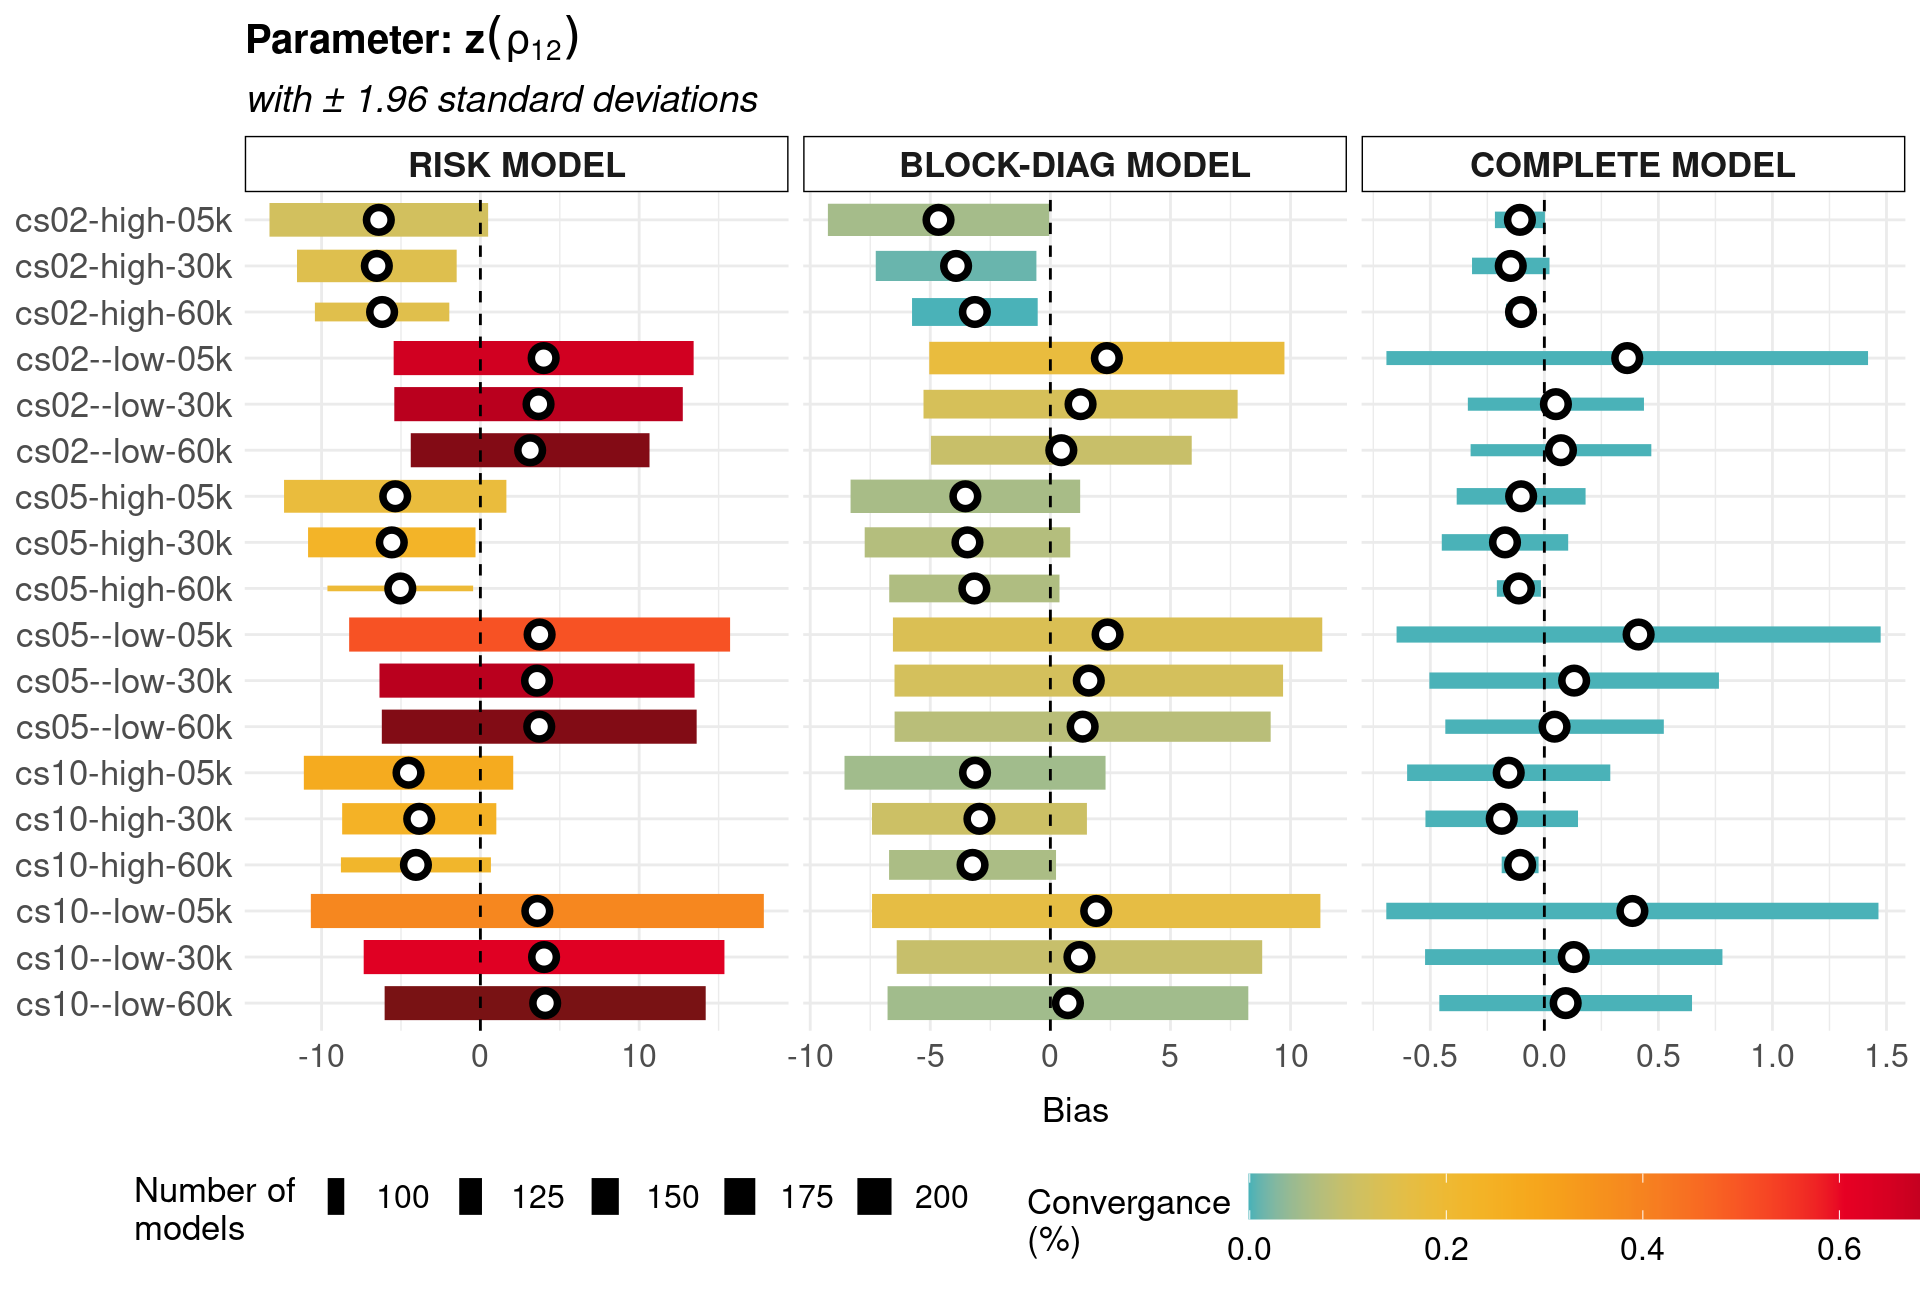 Parameter: z(ρ12)
with ± 1.96 standard deviations
RISK MODEL
BLOCK-DIAG MODEL
COMPLETE MODEL
cs02-high-05k
cs02-high-30k
cs02-high-60k
cs02--low-05k
cs02--low-30k
cs02--low-60k
cs05-high-05k
cs05-high-30k
cs05-high-60k
cs05--low-05k
cs05--low-30k
cs05--low-60k
cs10-high-05k
cs10-high-30k
cs10-high-60k
cs10--low-05k
cs10--low-30k
cs10--low-60k
-10 0 10
-10 -5 0 5 10
-0.5 0.0 0.5 1.0 1.5
Bias
Number of
models
100 125 150 175 200
Convergance
(%)
0.0 0.2 0.4 0.6